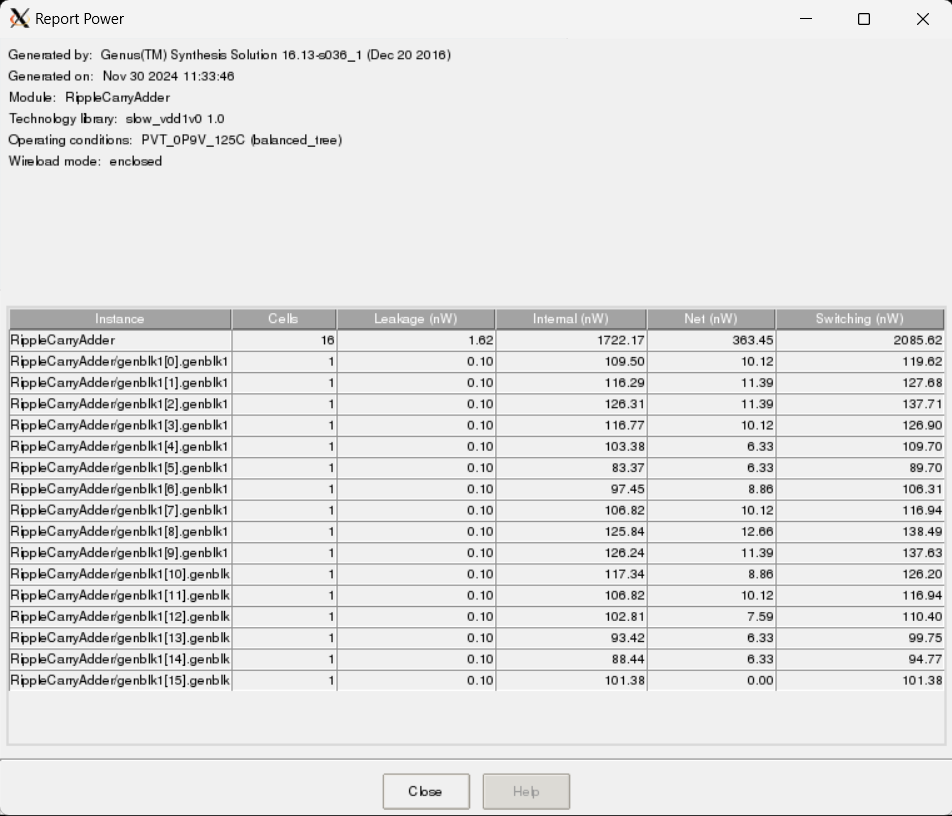 Report Power
Generated by: Genus(TM) Synthesis Solution 16.13-s036_1 (Dec 20 2016)
Generated on: Nov 30 2024 11:33:46
Module: RippleCarryAdder
Technology library: slow_vdd1v0 1.0
Operating conditions: PVT_0P9V_125C (balanced_tree)
Wireload mode: enclosed
Instance Cells Leakage (nW) Internal (nW) Net (nW) Switching (nW)
RippleCarryAdder 16 1.62 1722.17 363.45 2085.62
RippleCarryAdder/genblk1[0].genblk1 1 0.10 109.50 10.12 119.62
RippleCarryAdder/genblk1[1].genblk1 1 0.10 116.29 11.39 127.68
RippleCarryAdder/genblk1[2].genblk1 1 0.10 126.31 11.39 137.71
RippleCarryAdder/genblk1[3].genblk1 1 0.10 116.77 10.12 126.90
RippleCarryAdder/genblk1[4].genblk1 1 0.10 103.38 6.33 109.70
RippleCarryAdder/genblk1[5].genblk1 1 0.10 83.37 6.33 89.70
RippleCarryAdder/genblk1[6].genblk1 1 0.10 97.45 8.86 106.31
RippleCarryAdder/genblk1[7].genblk1 1 0.10 106.82 10.12 116.94
RippleCarryAdder/genblk1[8].genblk1 1 0.10 125.84 12.66 138.49
RippleCarryAdder/genblk1[9].genblk1 1 0.10 126.24 11.39 137.63
RippleCarryAdder/genblk1[10].genblk 1 0.10 117.34 8.86 126.20
RippleCarryAdder/genblk1[11].genblk 1 0.10 106.82 10.12 116.94
RippleCarryAdder/genblk1[12].genblk 1 0.10 102.81 7.59 110.40
RippleCarryAdder/genblk1[13].genblk 1 0.10 93.42 6.33 99.75
RippleCarryAdder/genblk1[14].genblk 1 0.10 88.44 6.33 94.77
RippleCarryAdder/genblk1[15].genblk 1 0.10 101.38 0.00 101.38
Close Help